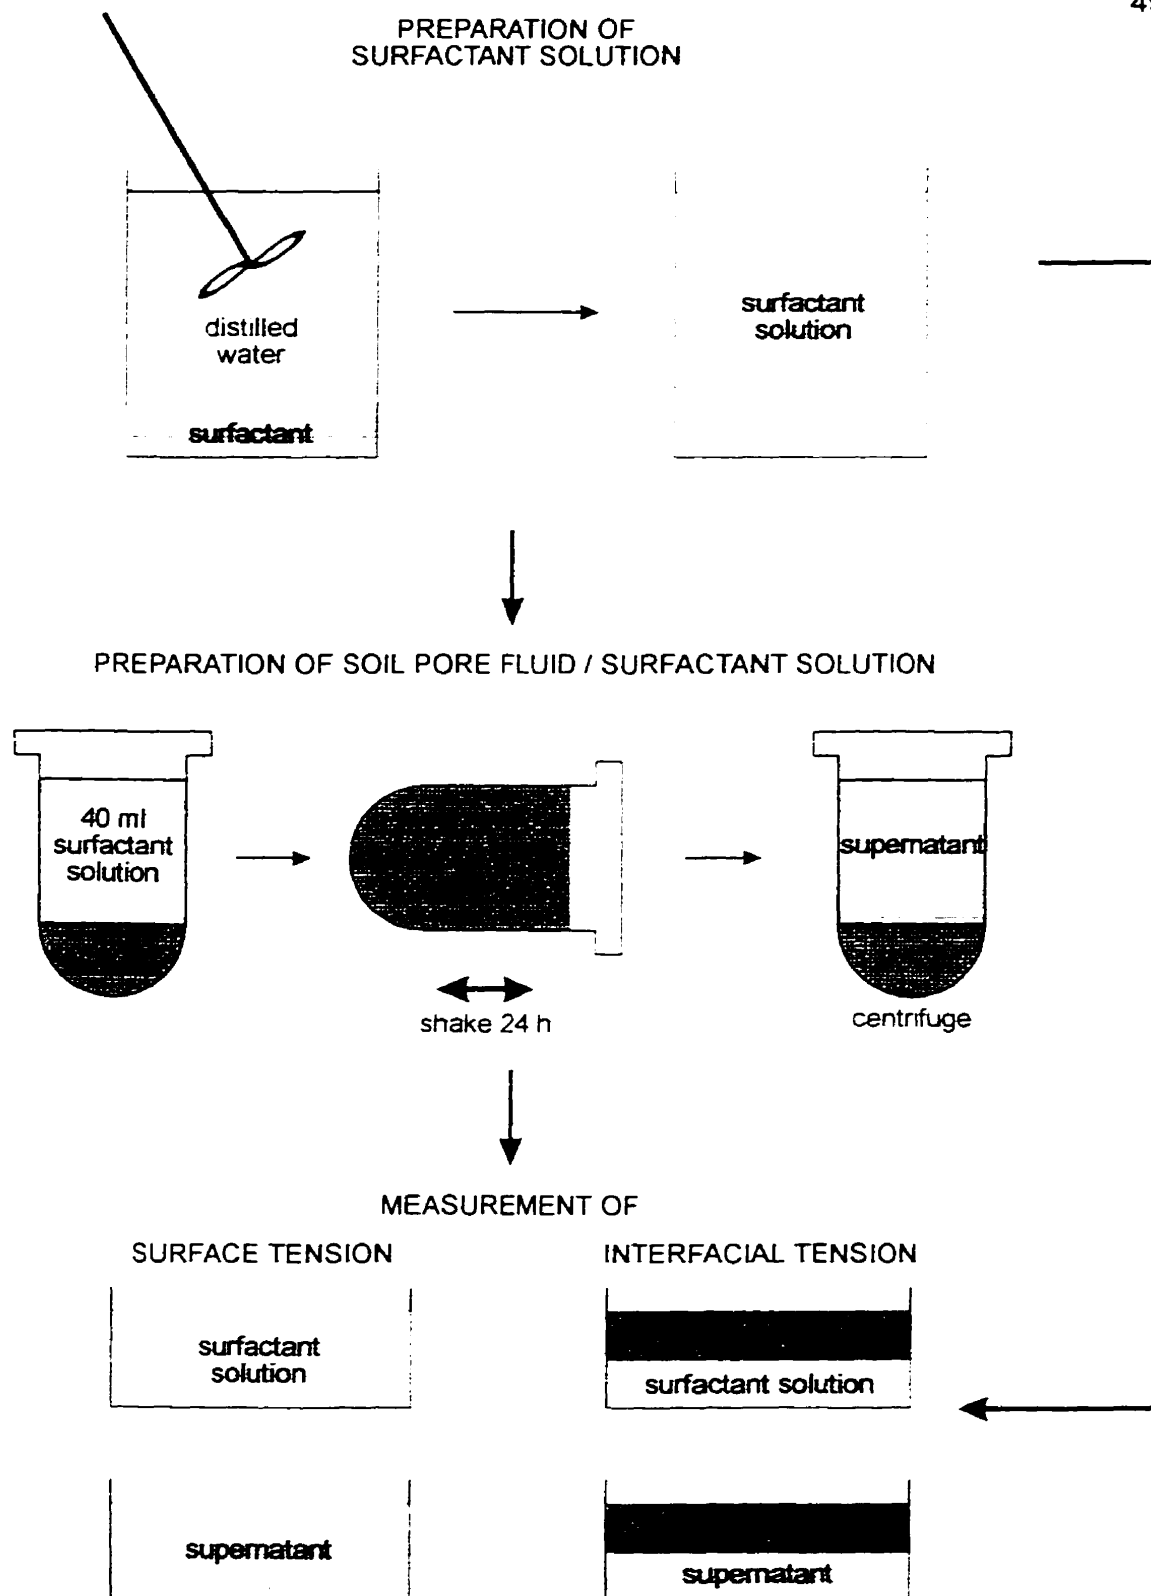 PREPARATION OF
SURFACTANT SOLUTION
distilled
water
surfactant
surfactant
solution
PREPARATION OF SOIL PORE FLUID / SURFACTANT SOLUTION
40 ml
surfactant
solution
shake 24 h
supernatant
centrifuge
MEASUREMENT OF
SURFACE TENSION
INTERFACIAL TENSION
surfactant
solution
surfactant solution
supernatant
supernatant